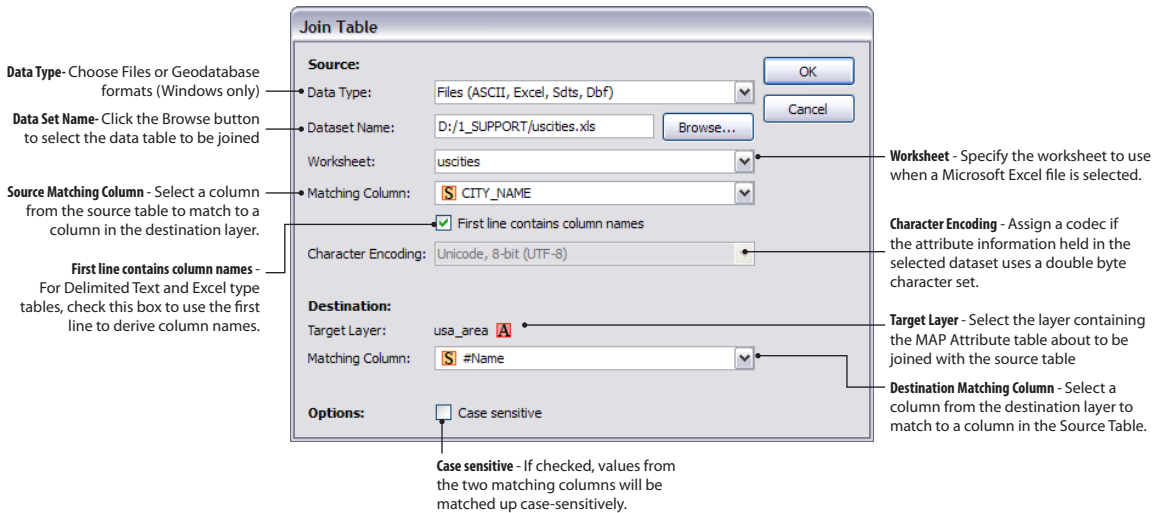 Join Table
Source:
Data Type:
Files (ASCII, Excel, Sdts, Dbf)
OK
Dataset Name:
D:/1_SUPPORT/uscities.xls
Browse...
Cancel
Worksheet:
uscities
Matching Column:
S CITY_NAME
First line contains column names
Character Encoding:
Unicode, 8-bit (UTF-8)
Destination:
Target Layer:
usa_area A
Matching Column:
S #Name
Options:
Case sensitive
Data Type- Choose Files or Geodatabase
formats (Windows only)
Data Set Name- Click the Browse button
to select the data table to be joined
Source Matching Column - Select a column
from the source table to match to a
column in the destination layer.
First line contains column names -
For Delimited Text and Excel type
tables, check this box to use the first
line to derive column names.
Worksheet - Specify the worksheet to use
when a Microsoft Excel file is selected.
Character Encoding - Assign a codec if
the attribute information held in the
selected dataset uses a double byte
character set.
Target Layer - Select the layer containing
the MAP Attribute table about to be
joined with the source table
Destination Matching Column - Select a
column from the destination layer to
match to a column in the Source Table.
Case sensitive - If checked, values from
the two matching columns will be
matched up case-sensitively.